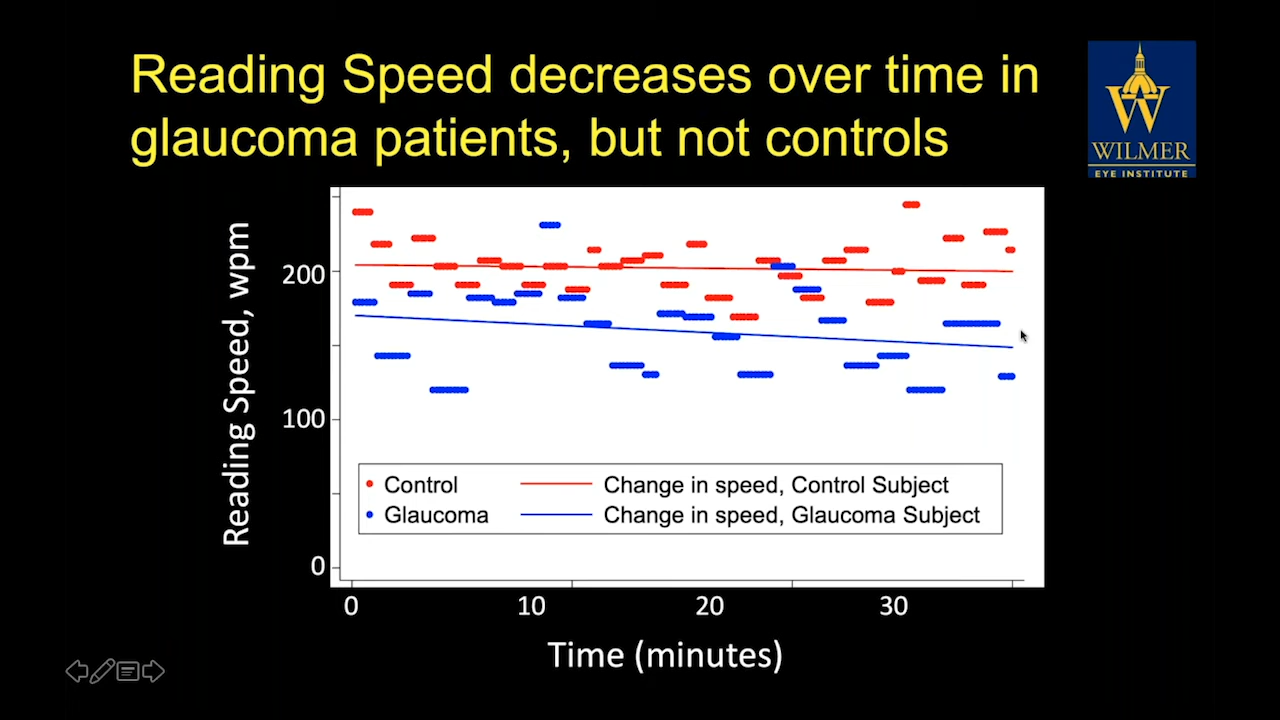 Reading Speed decreases over time in
glaucoma patients, but not controls
WILMER
EYE INSTITUTE
Reading Speed, wpm
200
100
0
Control
Change in speed, Control Subject
Glaucoma
Change in speed, Glaucoma Subject
0 10 20 30
Time (minutes)